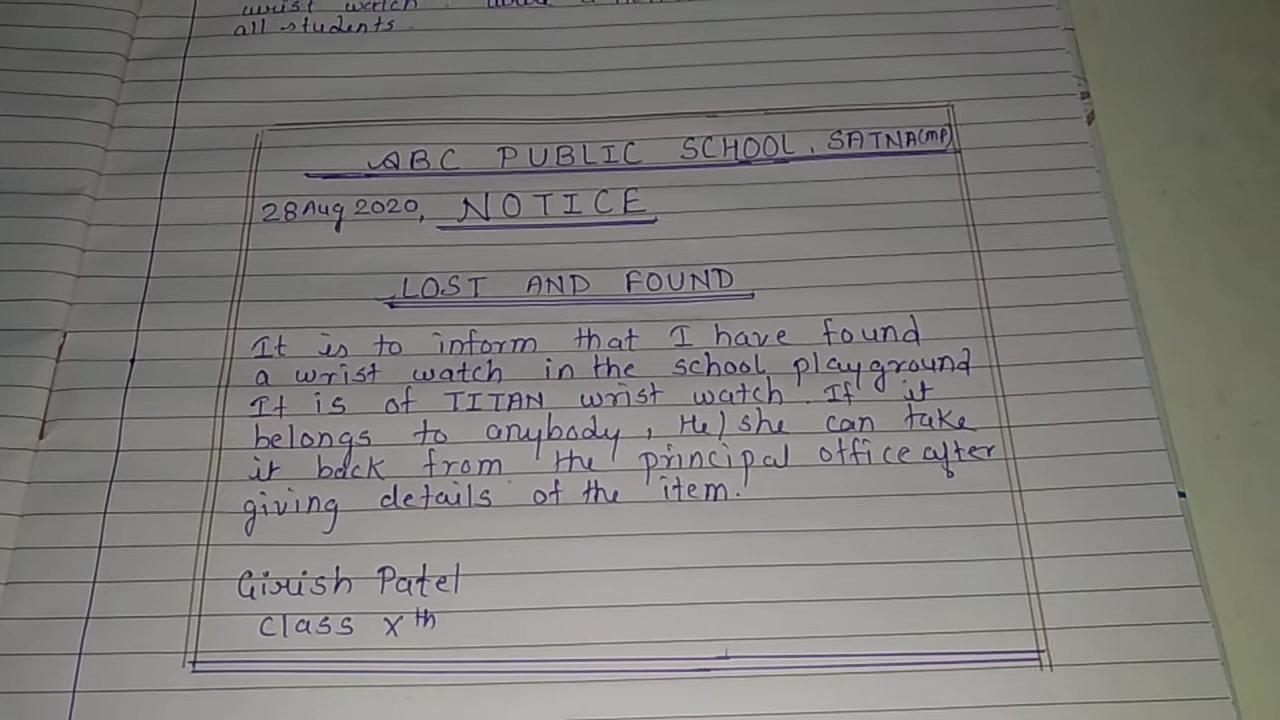 wrist watch.
all students.
ABC PUBLIC SCHOOL, SATNA(MP)
28 Aug 2020, NOTICE
LOST AND FOUND
It is to inform that I have found
a wrist watch in the school playground
It is of TITAN wrist watch. If it
belongs to anybody, He/she can take
it back from the principal office after
giving details of the item.
Girish Patel
Class Xth